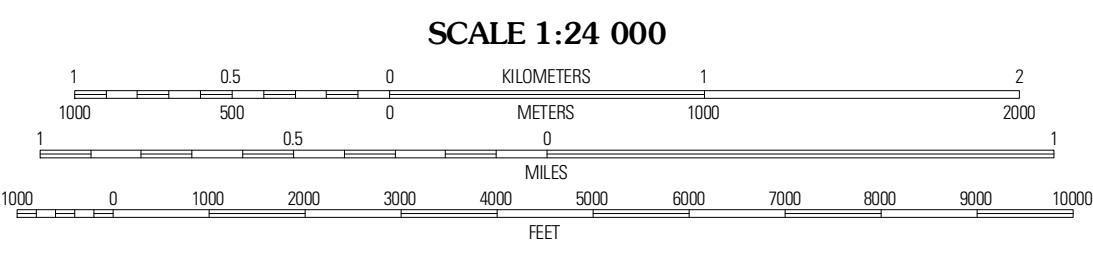 SCALE 1:24 000
1 0.5 0 KILOMETERS 1 2
1000 500 0 METERS 1000 2000
1 0.5 0 1
MILES
1000 0 1000 2000 3000 4000 5000 6000 7000 8000 9000 10000
FEET